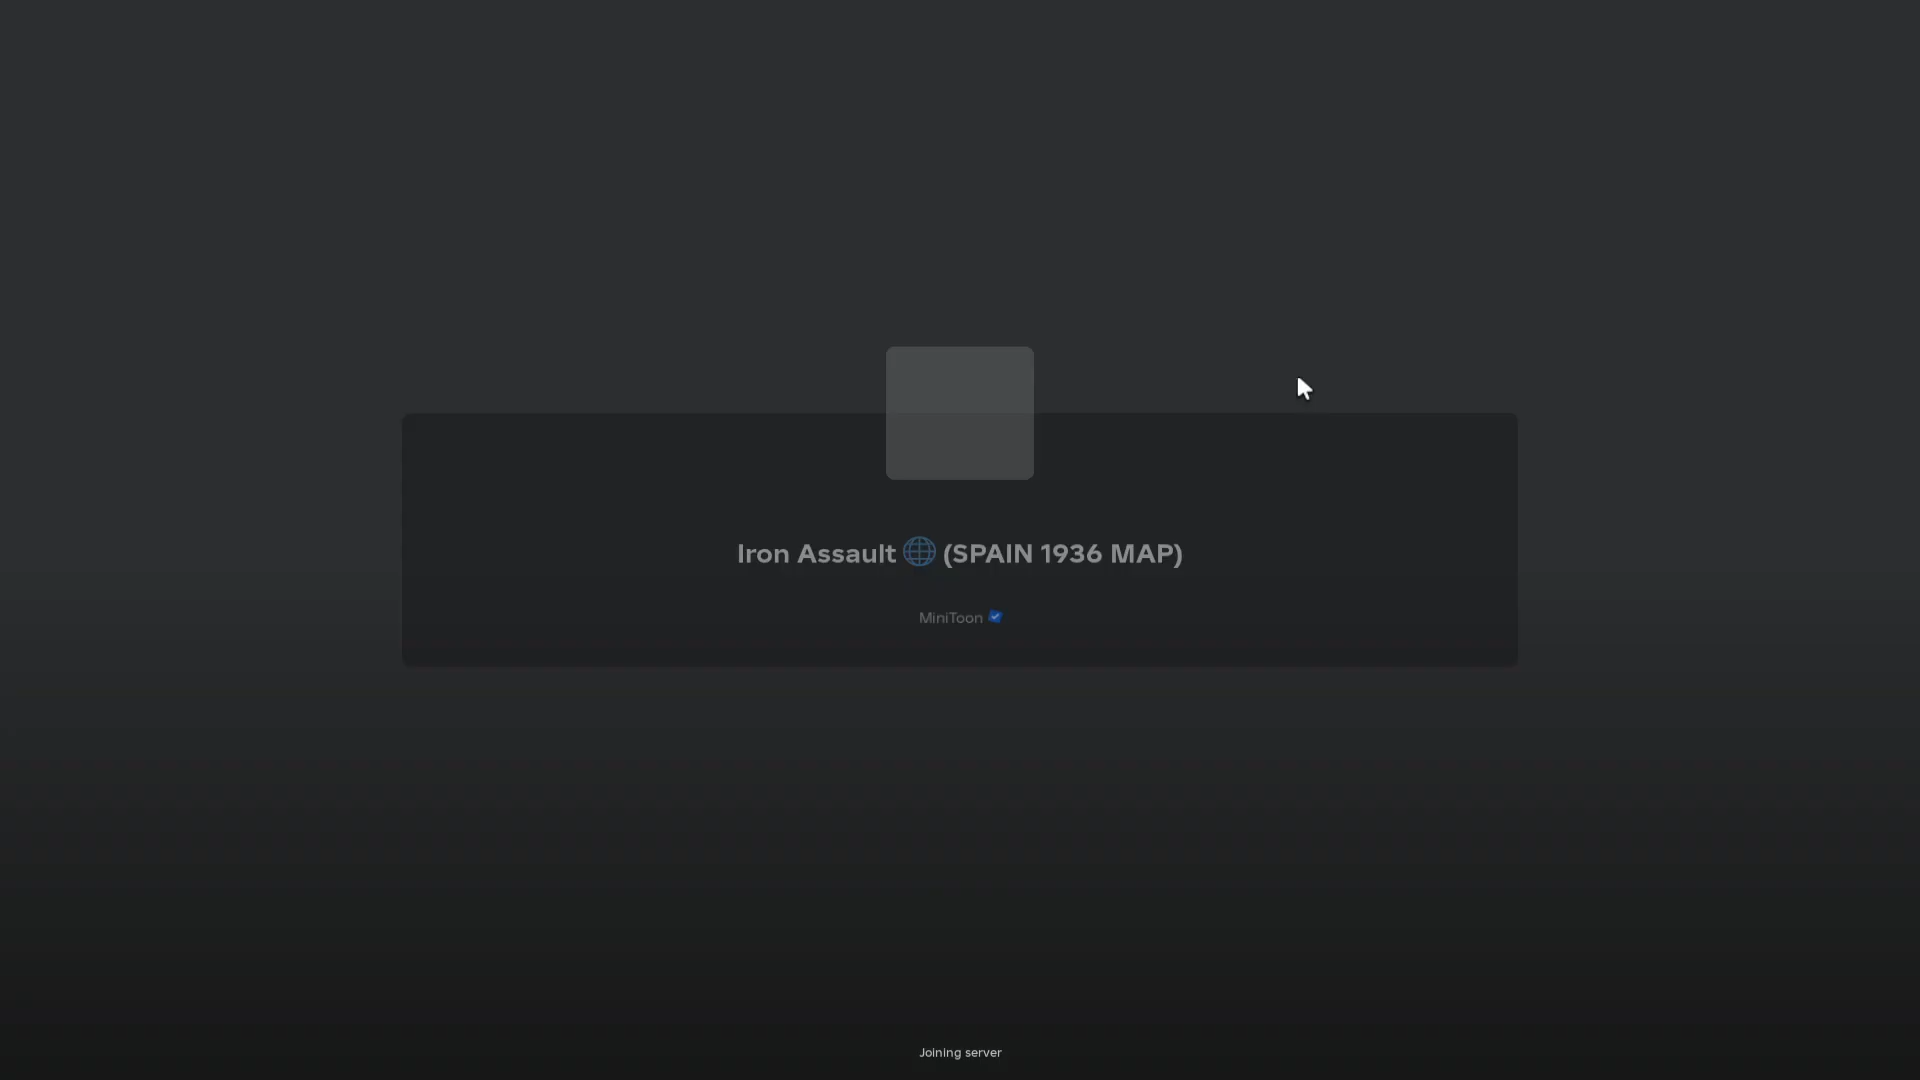 Iron Assault 🌐 (SPAIN 1936 MAP)
MiniToon
Joining server